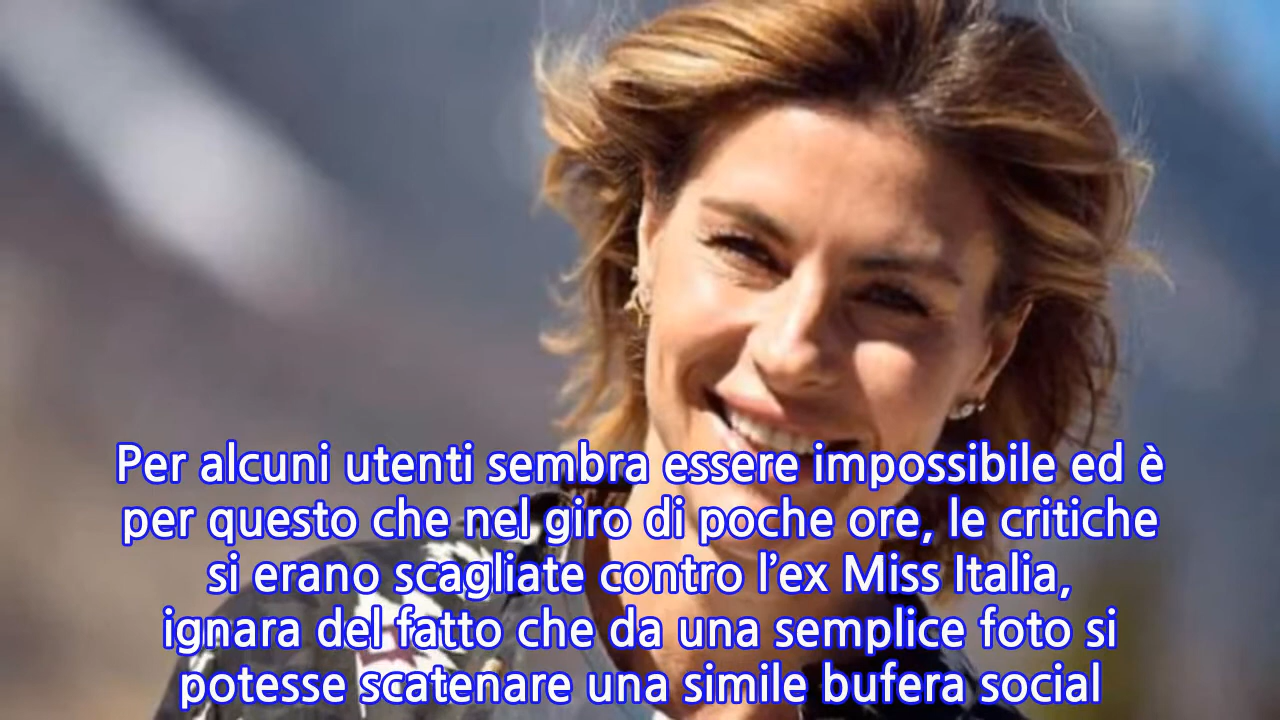 Per alcuni utenti sembra essere impossibile ed è
per questo che nel giro di poche ore, le critiche
si erano scagliate contro l’ex Miss Italia,
ignara del fatto che da una semplice foto si
potesse scatenare una simile bufera social